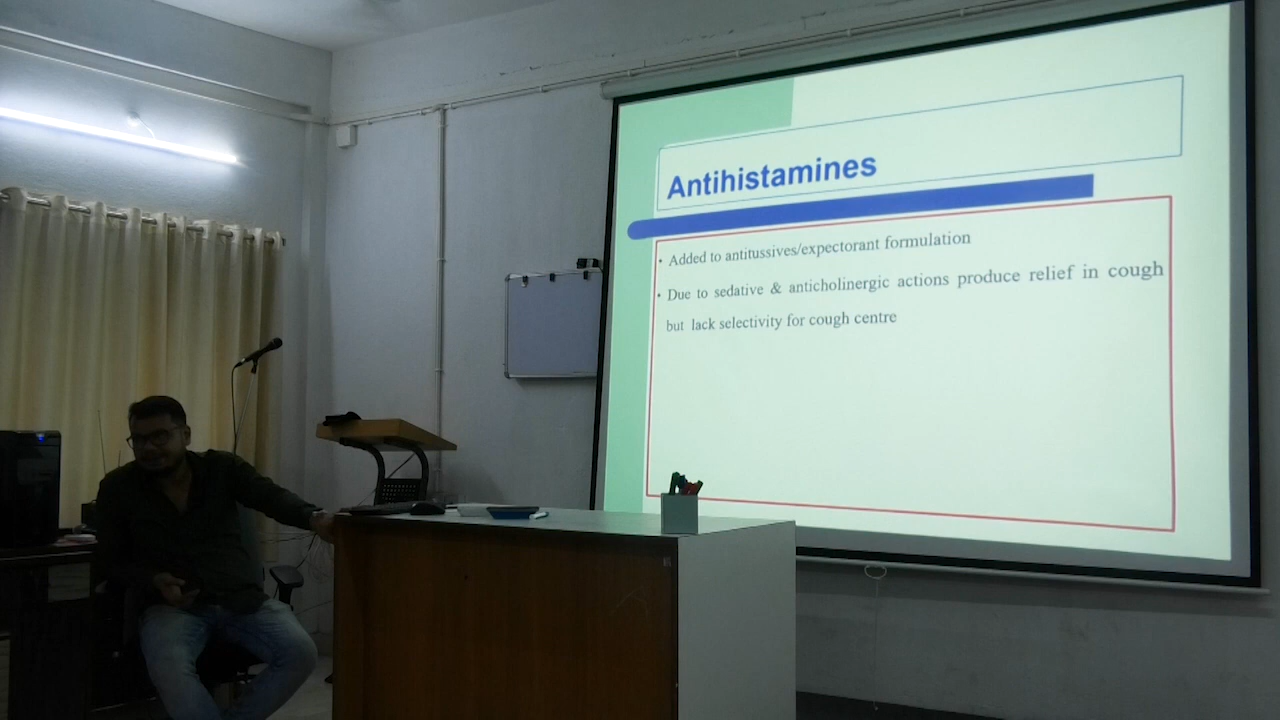 Antihistamines
• Added to antitussives/expectorant formulation
• Due to sedative & anticholinergic actions produce relief in cough
but lack selectivity for cough centre